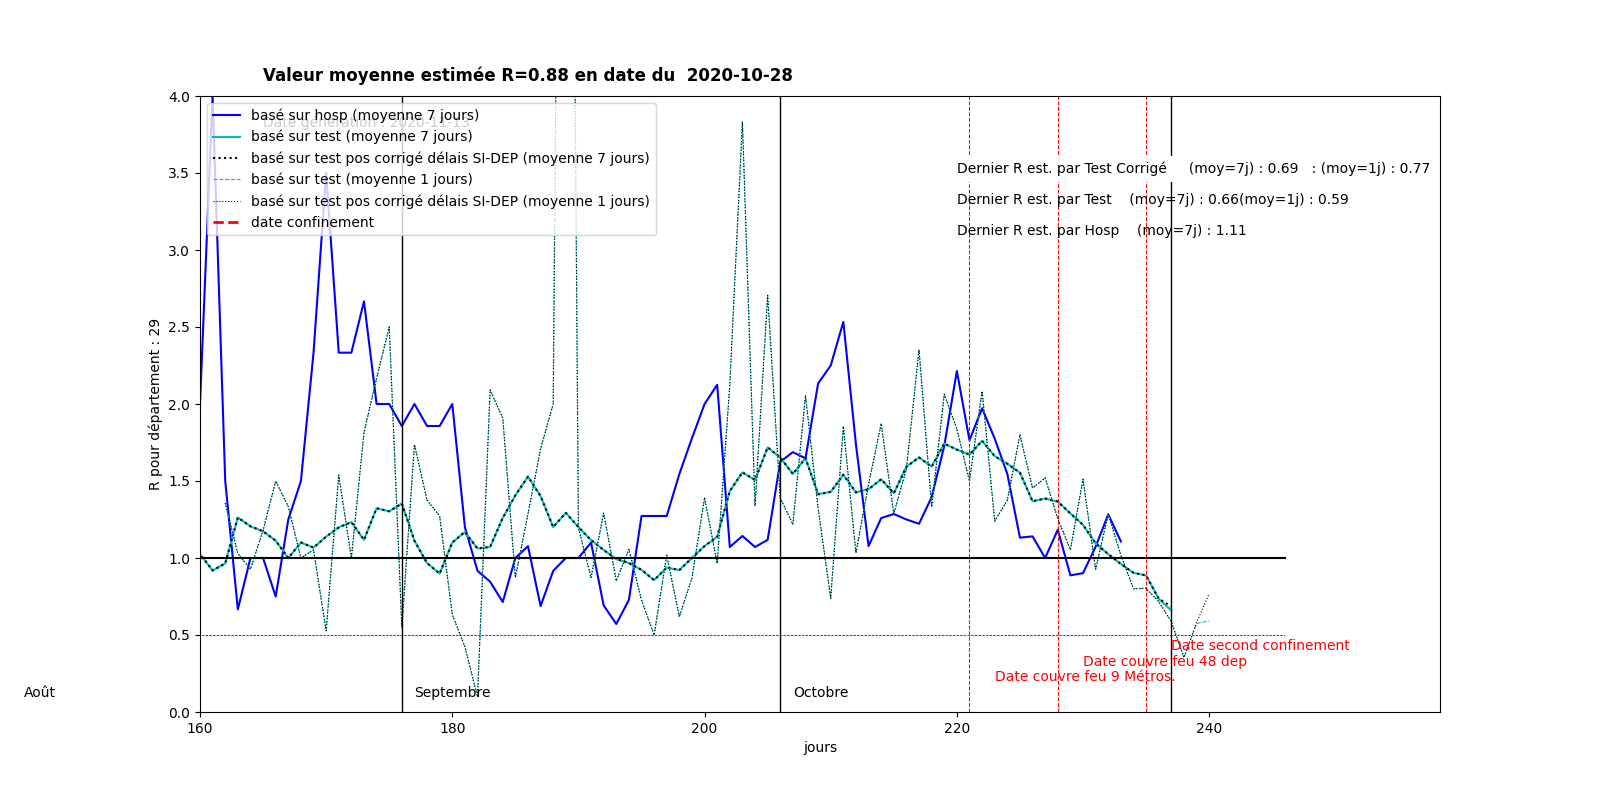 Valeur moyenne estimée R=0.88 en date du  2020-10-28
Date génération : 2020-11-13
basé sur hosp (moyenne 7 jours)
basé sur test (moyenne 7 jours)
basé sur test pos corrigé délais SI-DEP (moyenne 7 jours)
basé sur test (moyenne 1 jours)
basé sur test pos corrigé délais SI-DEP (moyenne 1 jours)
date confinement
Dernier R est. par Test Corrigé (moy=7j) : 0.69 : (moy=1j) : 0.77
Dernier R est. par Test (moy=7j) : 0.66(moy=1j) : 0.59
Dernier R est. par Hosp (moy=7j) : 1.11
R pour département : 29
4.0
3.5
3.0
2.5
2.0
1.5
1.0
0.5
0.0
Date second confinement
Date couvre feu 48 dep
Date couvre feu 9 Métros.
Août
Septembre
Octobre
160 180 200 220 240
jours